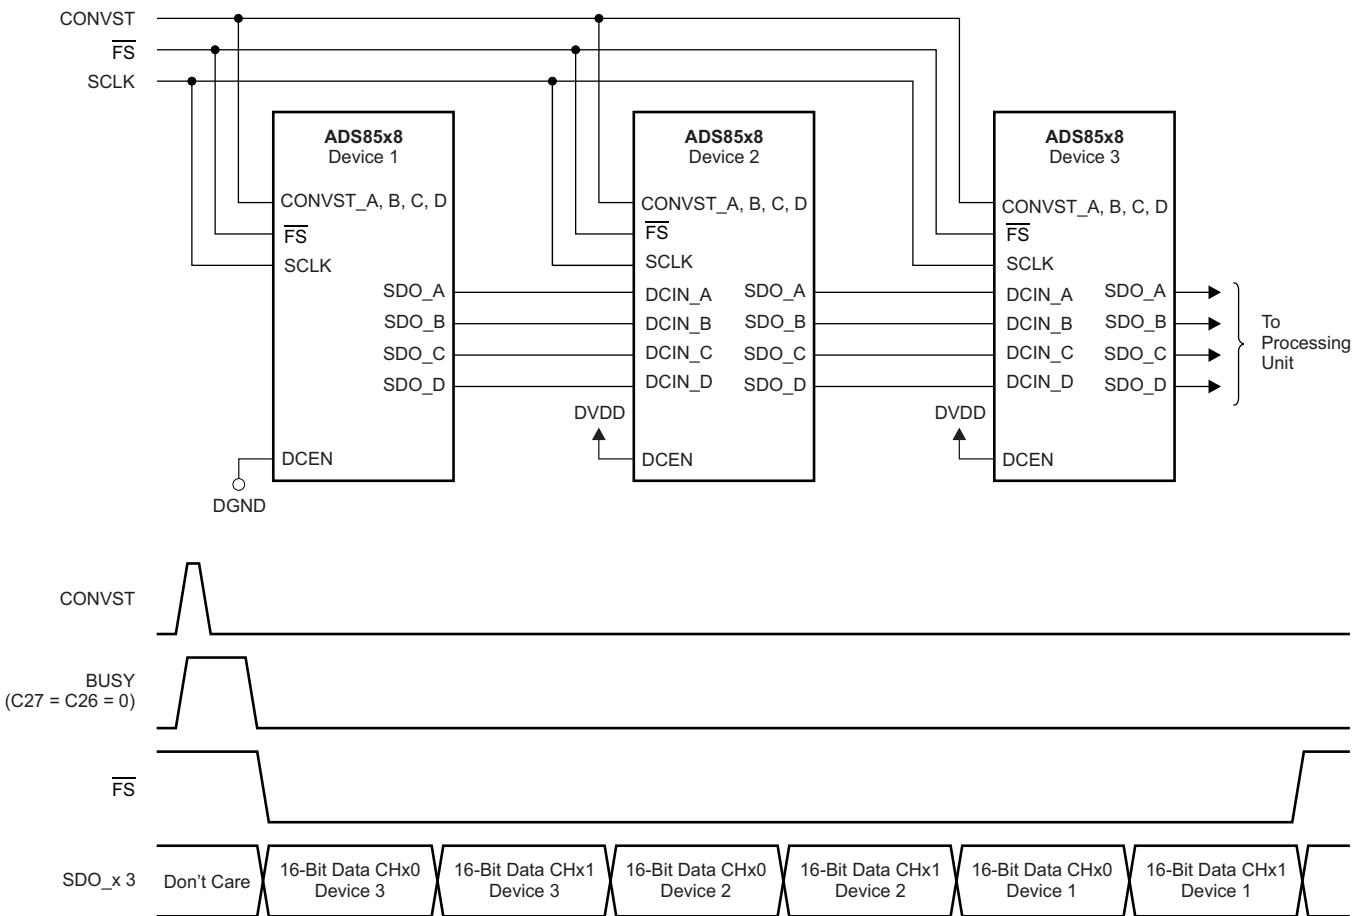 CONVST
FS
SCLK
ADS85x8
Device 1
CONVST_A, B, C, D
FS
SCLK
SDO_A
SDO_B
SDO_C
SDO_D
DCEN
DGND
ADS85x8
Device 2
CONVST_A, B, C, D
FS
SCLK
DCIN_A SDO_A
DCIN_B SDO_B
DCIN_C SDO_C
DCIN_D SDO_D
DVDD
DCEN
ADS85x8
Device 3
CONVST_A, B, C, D
FS
SCLK
DCIN_A SDO_A
DCIN_B SDO_B
DCIN_C SDO_C
DCIN_D SDO_D
DVDD
DCEN
To
Processing
Unit
CONVST
BUSY
(C27 = C26 = 0)
FS
SDO_x 3
Don't Care
16-Bit Data CHx0
Device 3
16-Bit Data CHx1
Device 3
16-Bit Data CHx0
Device 2
16-Bit Data CHx1
Device 2
16-Bit Data CHx0
Device 1
16-Bit Data CHx1
Device 1